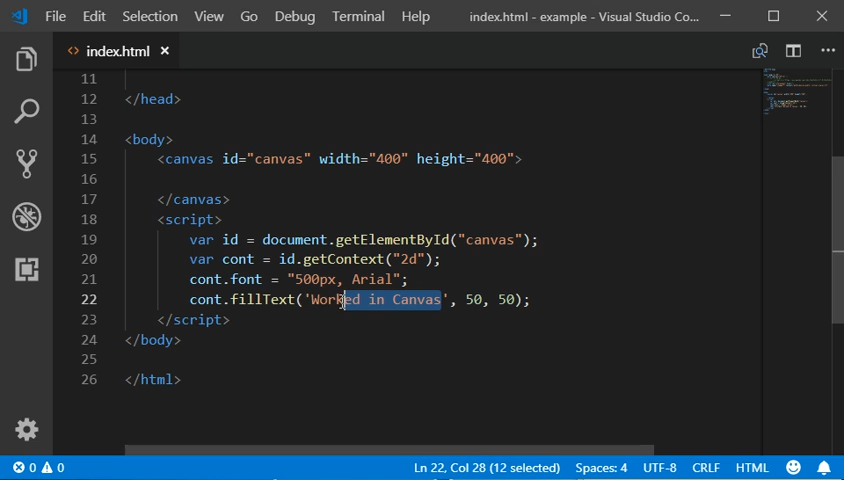 File Edit Selection View Go Debug Terminal Help index.html - example - Visual Studio Co...
<> index.html ×
11
12 </head>
13
14 <body>
15 <canvas id="canvas" width="400" height="400">
16
17 </canvas>
18 <script>
19 var id = document.getElementById("canvas");
20 var cont = id.getContext("2d");
21 cont.font = "500px, Arial";
22 cont.fillText('Worked in Canvas', 50, 50);
23 </script>
24 </body>
25
26 </html>
0 0 Ln 22, Col 28 (12 selected) Spaces: 4 UTF-8 CRLF HTML